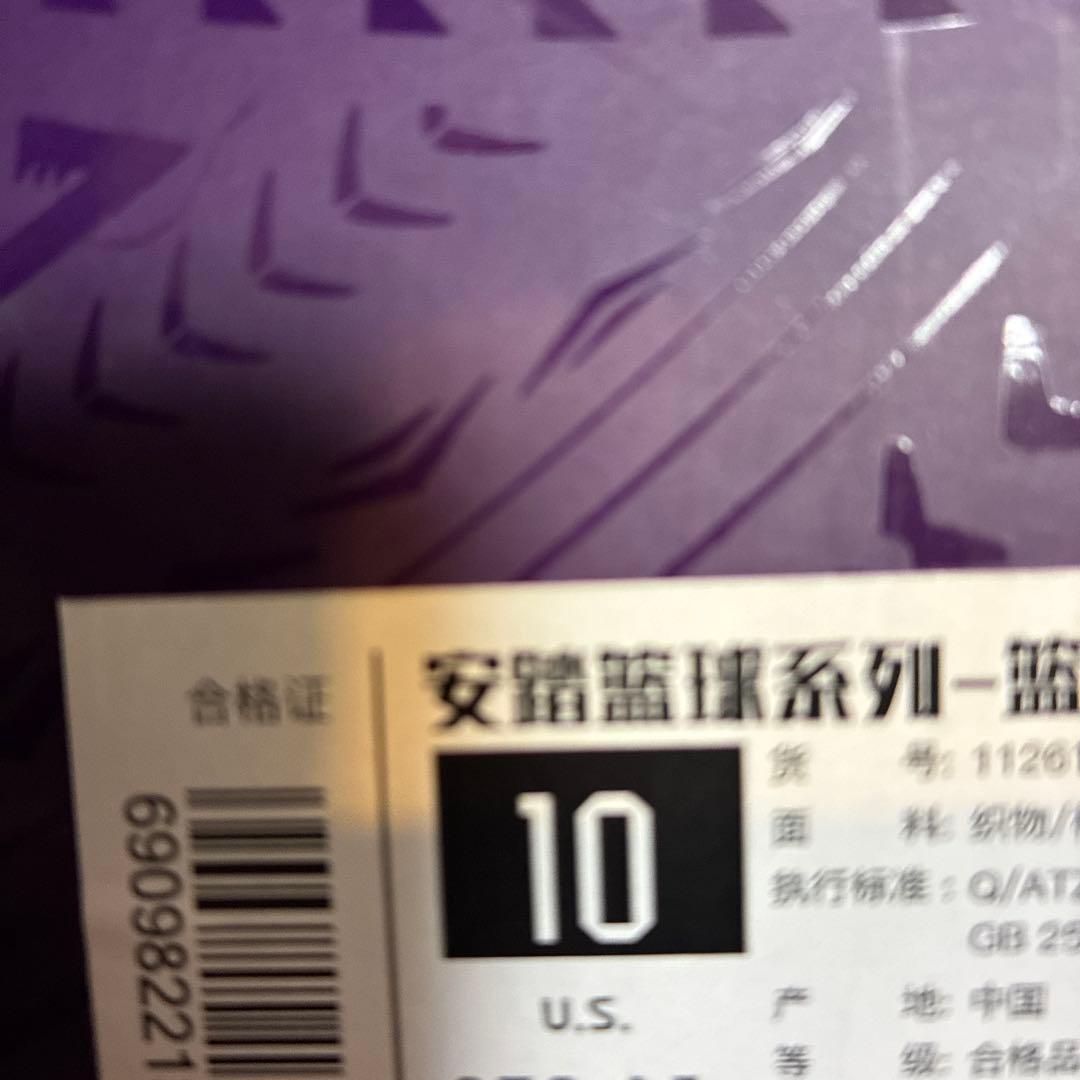 合格证
69098221
安踏篮球系列-篮
10
U.S.
货 号: 11261
面 料: 织物/
执行标准: Q/AT
GB 25
产 地: 中国
等 级: 合格品